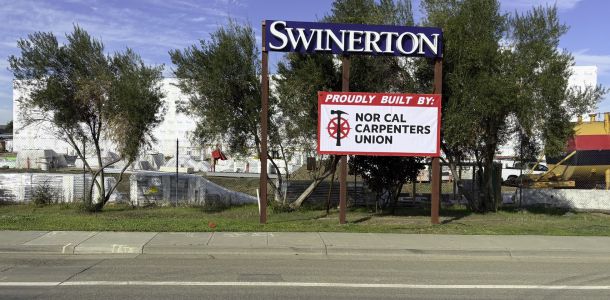 SWINERTON
PROUDLY BUILT BY:
NOR CAL
CARPENTERS
UNION